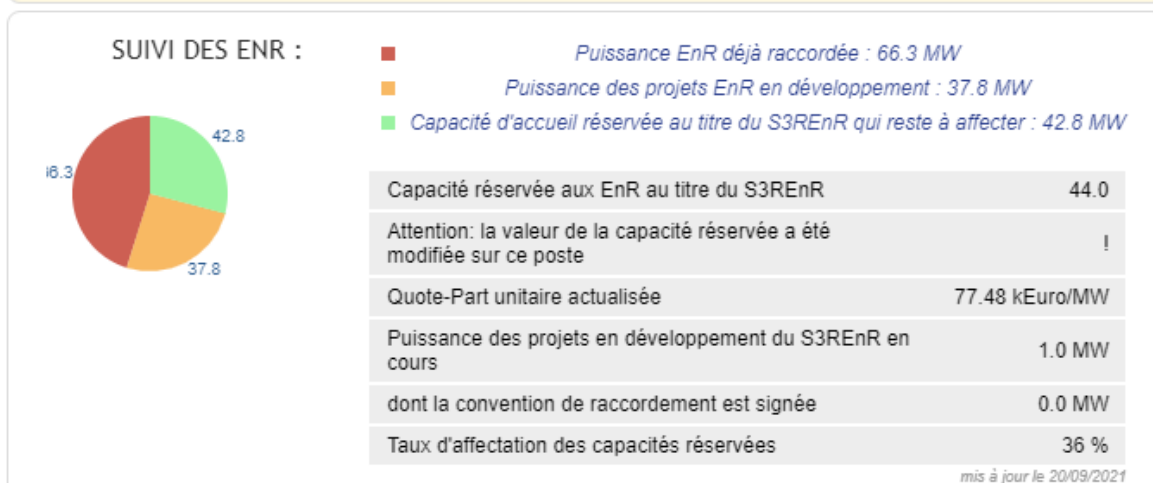 SUIVI DES ENR :
Puissance EnR déjà raccordée : 66.3 MW
Puissance des projets EnR en développement : 37.8 MW
Capacité d'accueil réservée au titre du S3REnR qui reste à affecter : 42.8 MW
42.8
6.3
37.8
Capacité réservée aux EnR au titre du S3REnR 44.0
Attention: la valeur de la capacité réservée a été
modifiée sur ce poste !
Quote-Part unitaire actualisée 77.48 kEuro/MW
Puissance des projets en développement du S3REnR en
cours 1.0 MW
dont la convention de raccordement est signée 0.0 MW
Taux d'affectation des capacités réservées 36 %
mis à jour le 20/09/2021